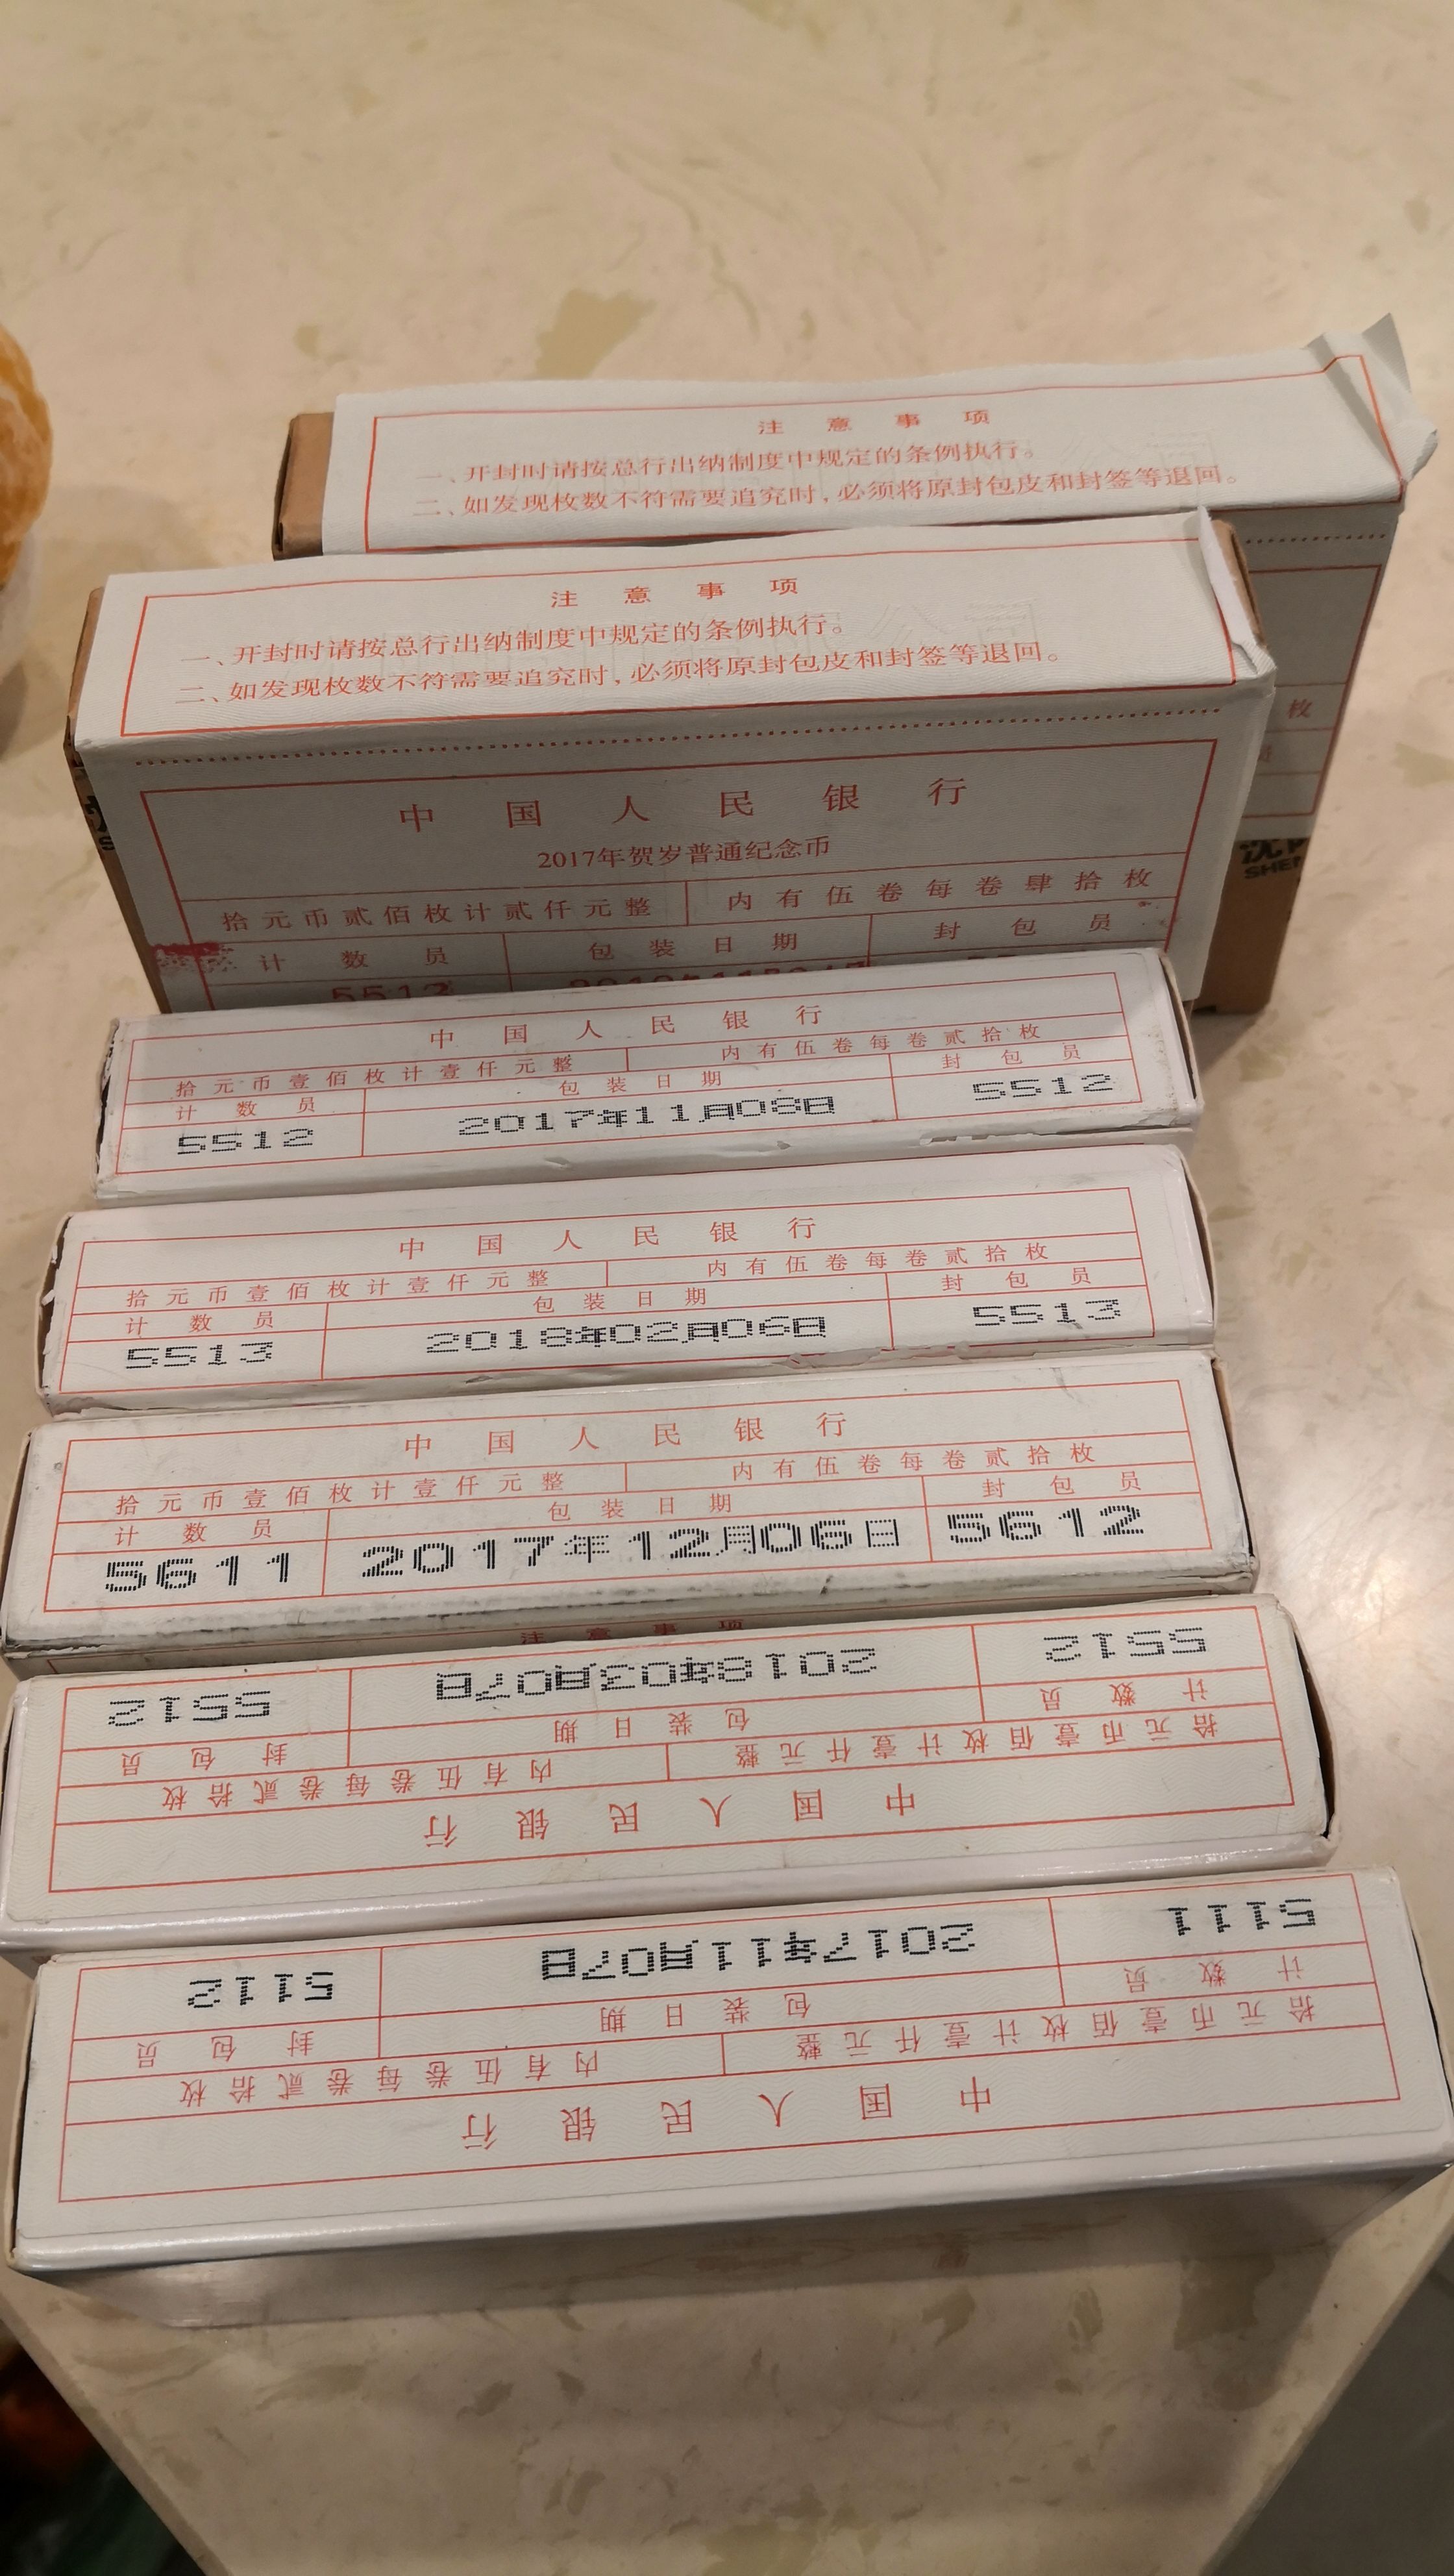 注意事项
一、开封时请按总行出纳制度中规定的条例执行。
二、如发现枚数不符需要追究时,必须将原封包皮和封签等退回。
枚
员
沈
SHE
注意事项
一、开封时请按总行出纳制度中规定的条例执行。
二、如发现枚数不符需要追究时,必须将原封包皮和封签等退回。
中国人民银行
2017年贺岁普通纪念币
拾元币贰佰枚计贰仟元整 内有伍卷每卷肆拾枚
计数员 包装日期 封包员
5512
中国人民银行
拾元币壹佰枚计壹仟元整 内有伍卷每卷贰拾枚
计数员 包装日期 封包员
5512 2017年11月08日 5512
中国人民银行
拾元币壹佰枚计壹仟元整 内有伍卷每卷贰拾枚
计数员 包装日期 封包员
5513 2018年02月06日 5513
中国人民银行
拾元币壹佰枚计壹仟元整 内有伍卷每卷贰拾枚
计数员 包装日期 封包员
5611 2017年12月06日 5612
注意事项
中国人民银行
拾元币壹佰枚计壹仟元整 内有伍卷每卷贰拾枚
计数员 包装日期 封包员
5512 2018年03月07日 5512
中国人民银行
拾元币壹佰枚计壹仟元整 内有伍卷每卷贰拾枚
计数员 包装日期 封包员
5111 2017年11月07日 5112